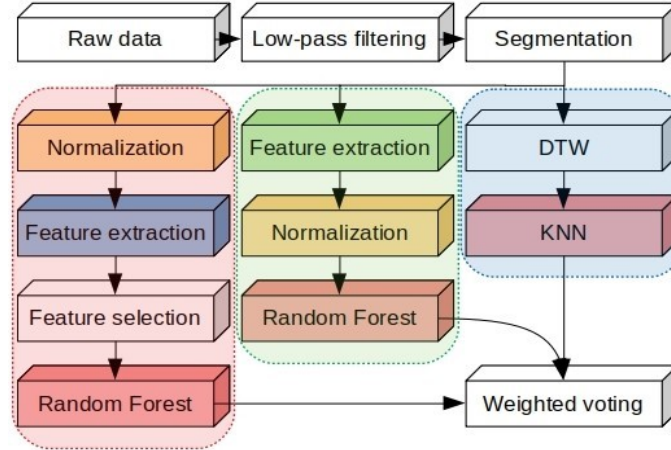 Raw data
Low-pass filtering
Segmentation
Normalization
Feature extraction
Feature selection
Random Forest
Feature extraction
Normalization
Random Forest
DTW
KNN
Weighted voting